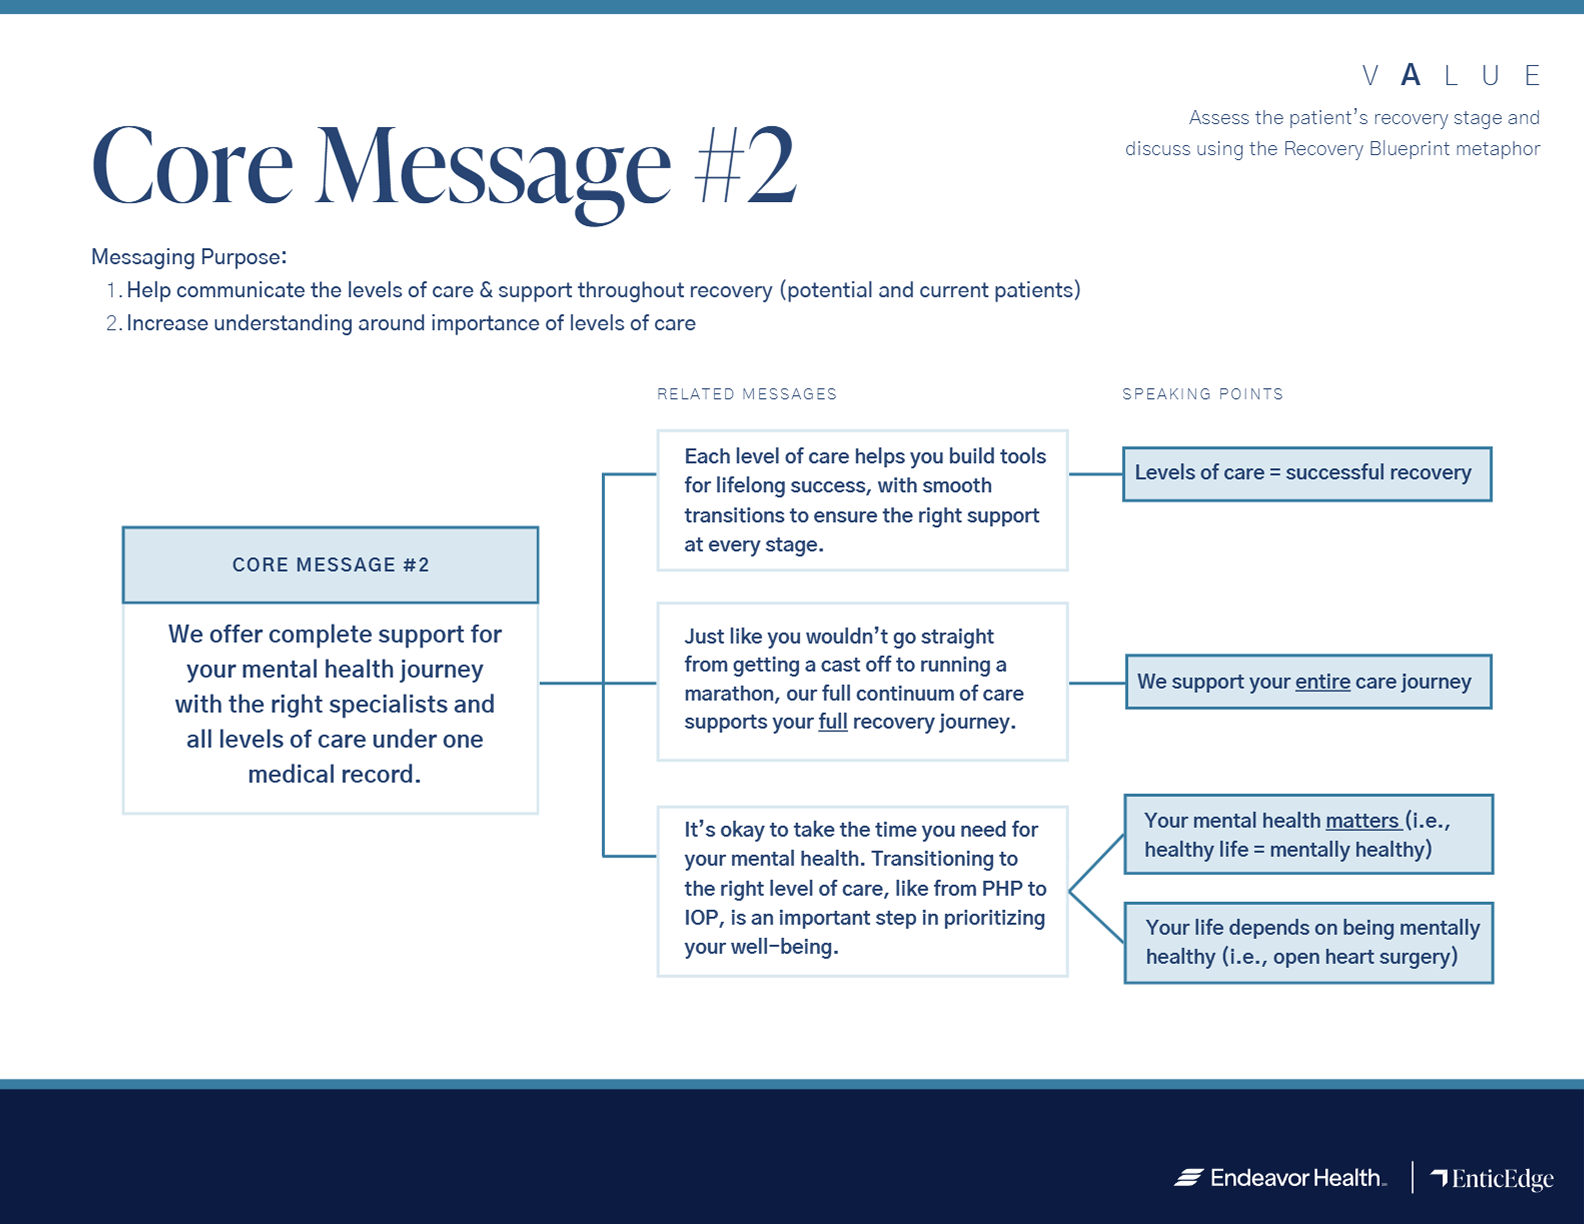 V A L U E
Assess the patient's recovery stage and
discuss using the Recovery Blueprint metaphor
Core Message #2
Messaging Purpose:
1. Help communicate the levels of care & support throughout recovery (potential and current patients)
2. Increase understanding around importance of levels of care
RELATED MESSAGES
SPEAKING POINTS
CORE MESSAGE #2
We offer complete support for
your mental health journey
with the right specialists and
all levels of care under one
medical record.
Each level of care helps you build tools
for lifelong success, with smooth
transitions to ensure the right support
at every stage.
Levels of care = successful recovery
Just like you wouldn't go straight
from getting a cast off to running a
marathon, our full continuum of care
supports your full recovery journey.
We support your entire care journey
It's okay to take the time you need for
your mental health. Transitioning to
the right level of care, like from PHP to
IOP, is an important step in prioritizing
your well-being.
Your mental health matters (i.e.,
healthy life = mentally healthy)
Your life depends on being mentally
healthy (i.e., open heart surgery)
Endeavor Health
EnticEdge